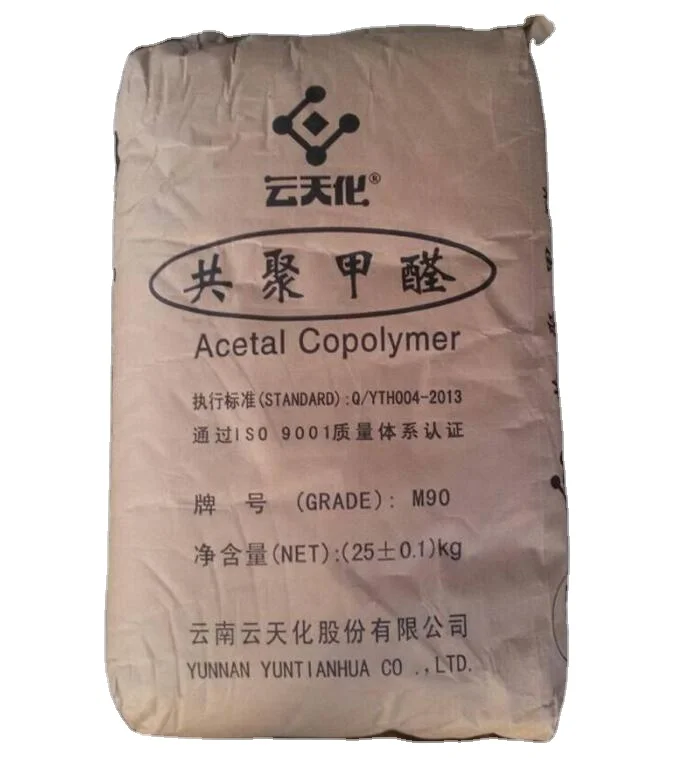 云天化®
共聚甲醛
Acetal Copolymer
执行标准(STANDARD):Q/YTH004-2013
通过ISO 9001质量体系认证
牌 号 (GRADE): M90
净含量(NET):(25±0.1)kg
云南云天化股份有限公司
YUNNAN YUNTIANHUA CO .,LTD.